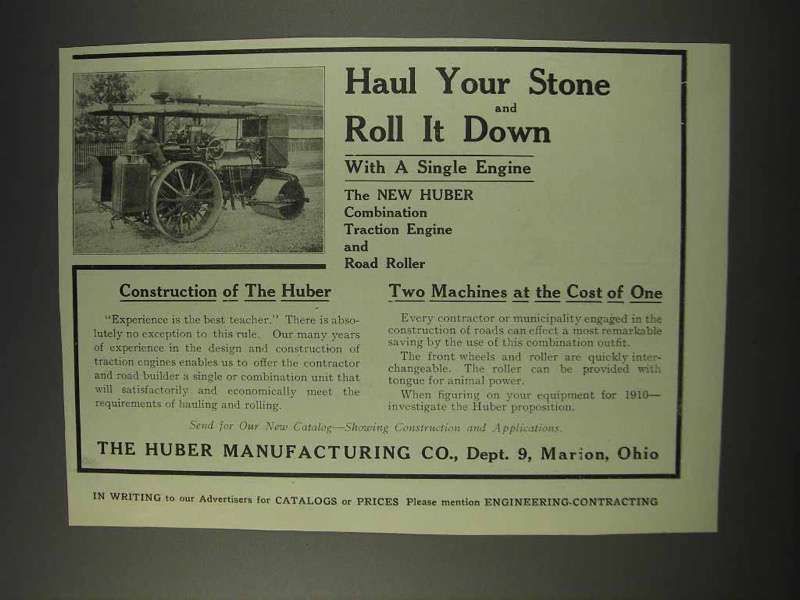 Haul Your Stone
and
Roll It Down
With A Single Engine
The NEW HUBER
Combination
Traction Engine
and
Road Roller
Construction of The Huber
"Experience is the best teacher." There is abso-
lutely no exception to this rule. Our many years
of experience in the design and construction of
traction engines enables us to offer the contractor
and road builder a single or combination unit that
will satisfactorily and economically meet the
requirements of hauling and rolling.
Two Machines at the Cost of One
Every contractor or municipality engaged in the
construction of roads can effect a most remarkable
saving by the use of this combination outfit.
The front wheels and roller are quickly inter-
changeable. The roller can be provided with
tongue for animal power.
When figuring on your equipment for 1910—
investigate the Huber proposition.
Send for Our New Catalog—Showing Construction and Applications.
THE HUBER MANUFACTURING CO., Dept. 9, Marion, Ohio
IN WRITING to our Advertisers for CATALOGS or PRICES Please mention ENGINEERING-CONTRACTING